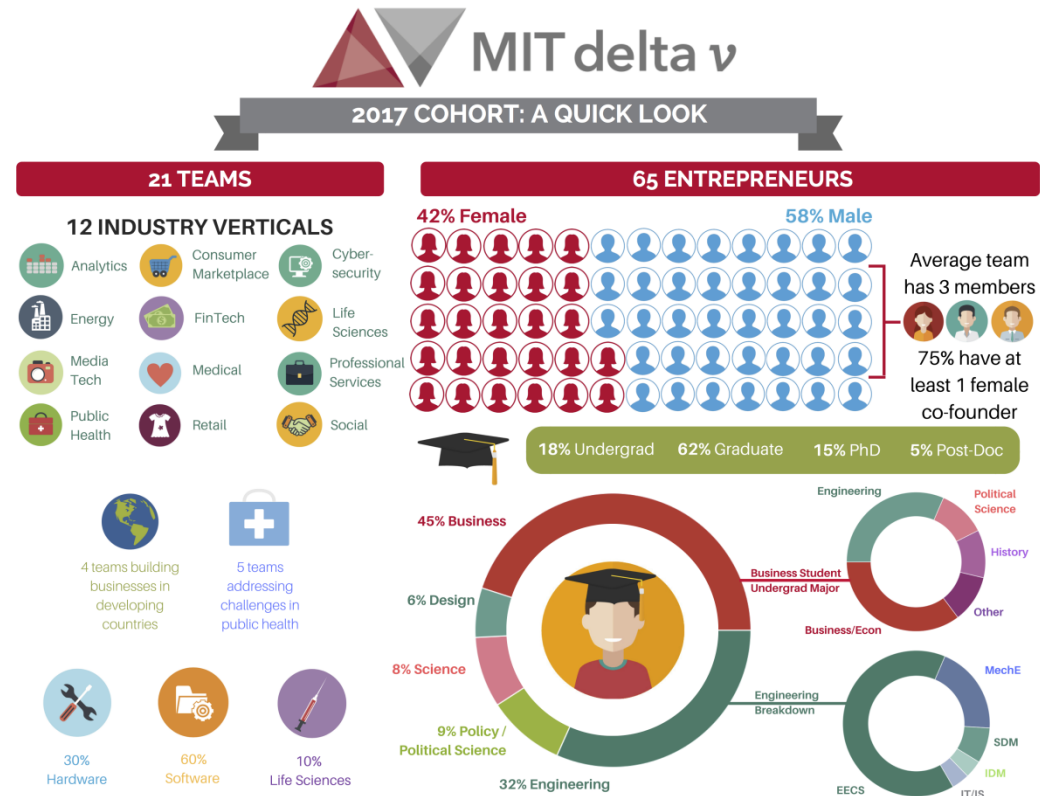 MIT delta v
2017 COHORT: A QUICK LOOK
21 TEAMS
12 INDUSTRY VERTICALS
Analytics
Consumer
Marketplace
Cyber-
security
Energy
FinTech
Life
Sciences
Media
Tech
Medical
Professional
Services
Public
Health
Retail
Social
4 teams building
businesses in
developing
countries
5 teams
addressing
challenges in
public health
30%
Hardware
60%
Software
10%
Life Sciences
65 ENTREPRENEURS
42% Female
58% Male
Average team
has 3 members
75% have at
least 1 female
co-founder
18% Undergrad 62% Graduate 15% PhD 5% Post-Doc
45% Business
6% Design
8% Science
9% Policy /
Political Science
32% Engineering
Business Student
Undergrad Major
Engineering
Political
Science
History
Other
Business/Econ
Engineering
Breakdown
MechE
SDM
IDM
IT/IS
EECS